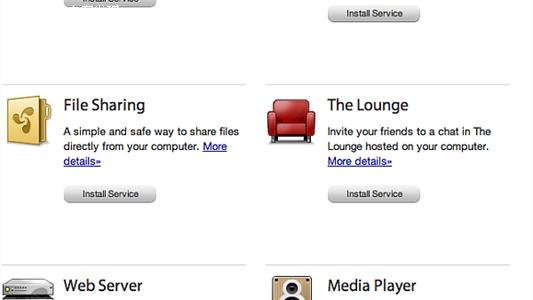 Install Service
Install Service
File Sharing
A simple and safe way to share files
directly from your computer. More
details»
Install Service
The Lounge
Invite your friends to a chat in The
Lounge hosted on your computer.
More details»
Install Service
Web Server
Media Player